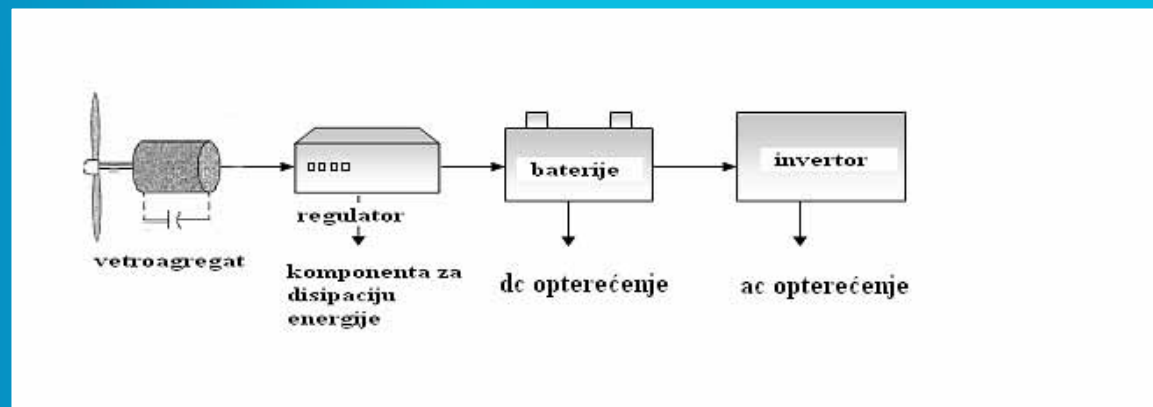 vetroagregat
regulator
komponenta za
disipaciju
energije
baterije
dc opterećenje
invertor
ac opterećenje